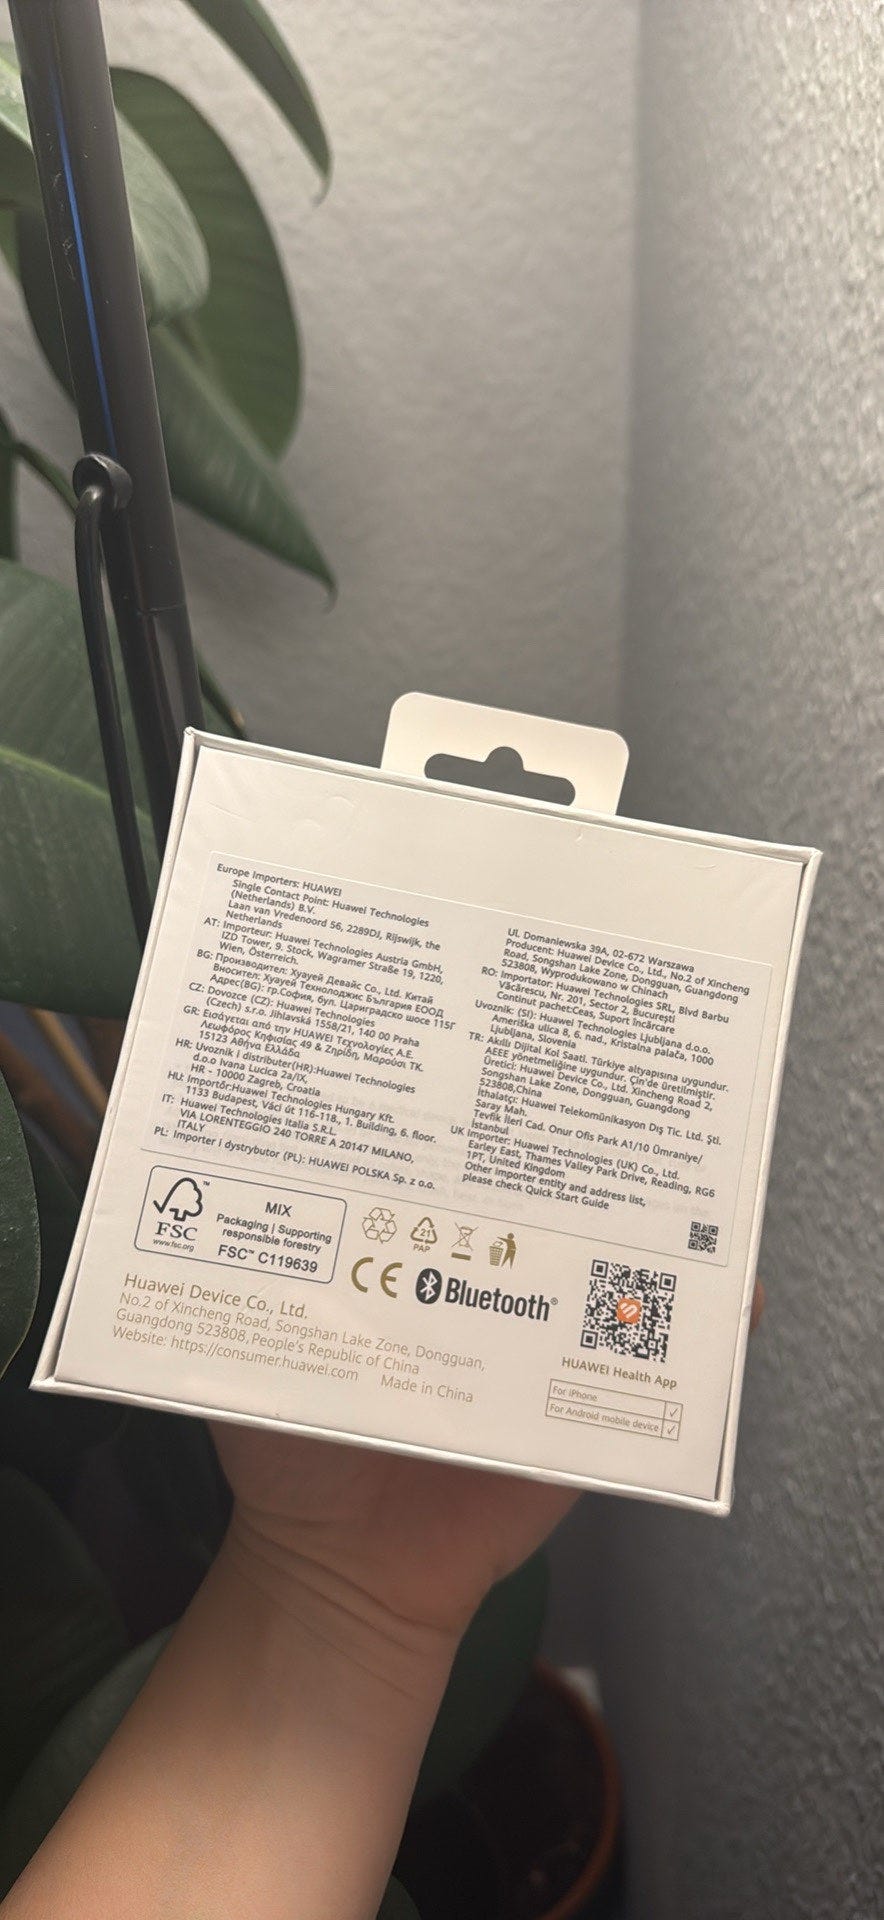 Europe Importers: HUAWEI
Single Contact Point: Huawei Technologies
(Netherlands) B.V.
Laan van Vredenoord 56, 2289DJ, Rijswijk, the
Netherlands
AT: Importeur: Huawei Technologies Austria GmbH,
IZD Tower, 9. Stock, Wagramer Straße 19, 1220,
Wien, Österreich.
BG: Производител: Хуауей Девайс Со., Ltd. Китай
Вносител: Хуауей Технолоджис България ЕООД
Адрес(BG): гр.София, бул. Цариградско шосе 115Г
CZ: Dovozce (CZ): Huawei Technologies
(Czech) s.r.o. Jihlavská 1558/21, 140 00 Praha
GR: Εισάγεται από την HUAWEI Τεχνολογίες Α.Ε.
Λεωφόρος Κηφισίας 49 & Ζηρίδη, Μαρούσι ΤΚ.
15123 Αθήνα Ελλάδα
HR: Uvoznik i distributer(HR):Huawei Technologies
d.o.o Ivana Lucica 2a/IX,
HR - 10000 Zagreb, Croatia
HU: Importőr:Huawei Technologies Hungary Kft.
1133 Budapest, Váci út 116-118., 1. Building, 6. floor.
IT: Huawei Technologies Italia S.R.L.
VIA LORENTEGGIO 240 TORRE A 20147 MILANO,
ITALY
PL: Importer i dystrybutor (PL): HUAWEI POLSKA Sp. z o.o.
Ul. Domaniewska 39A, 02-672 Warszawa
Producent: Huawei Device Co., Ltd., No.2 of Xincheng
Road, Songshan Lake Zone, Dongguan, Guangdong
523808, Wyprodukowano w Chinach
RO: Importator: Huawei Technologies SRL, Blvd Barbu
Văcărescu, Nr. 201, Sector 2, București
Conținut pachet:Ceas, Suport încărcare
Uvoznik: (SI): Huawei Technologies Ljubljana d.o.o.
Ameriška ulica 8, 6. nad., Kristalna palača, 1000
Ljubljana, Slovenia
TR: Akıllı Dijital Kol Saati. Türkiye altyapısına uygundur.
AEEE yönetmeliğine uygundur. Çin'de üretilmiştir.
Üretici: Huawei Device Co., Ltd. Xincheng Road 2,
Songshan Lake Zone, Dongguan, Guangdong
523808,China
İthalatçı: Huawei Telekomünikasyon Dış Tic. Ltd. Şti.
Saray Mah.
Tevfik İleri Cad. Onur Ofis Park A1/10 Ümraniye/
İstanbul
UK Importer: Huawei Technologies (UK) Co., Ltd.
Earley East, Thames Valley Park Drive, Reading, RG6
1PT, United Kingdom
Other importer entity and address list,
please check Quick Start Guide
FSC™
www.fsc.org
MIX
Packaging | Supporting
responsible forestry
FSC™ C119639
21
PAP
CE
Bluetooth®
Huawei Device Co., Ltd.
No.2 of Xincheng Road, Songshan Lake Zone, Dongguan,
Guangdong 523808,People's Republic of China
Website: https://consumer.huawei.com Made in China
HUAWEI Health App
For iPhone ✓
For Android mobile device ✓